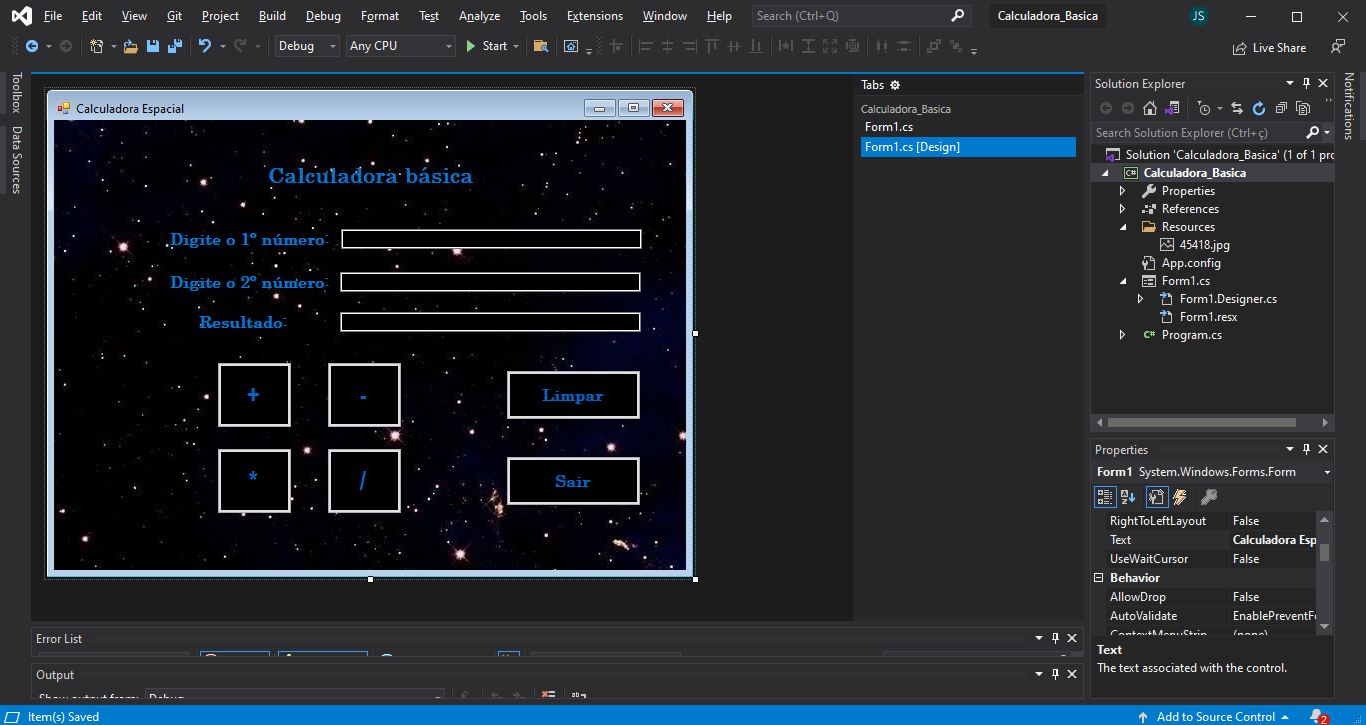 File Edit View Git Project Build Debug Format Test Analyze Tools Extensions Window Help Search (Ctrl+Q) Calculadora_Basica JS
Debug Any CPU Start Live Share
Toolbox
Data Sources
Calculadora Espacial
Calculadora básica
Digite o 1º número:
Digite o 2º número:
Resultado:
+ - Limpar
* / Sair
Tabs
Calculadora_Basica
Form1.cs
Form1.cs [Design]
Solution Explorer
Search Solution Explorer (Ctrl+ç)
Solution 'Calculadora_Basica' (1 of 1 pro
C# Calculadora_Basica
Properties
References
Resources
45418.jpg
App.config
Form1.cs
Form1.Designer.cs
Form1.resx
C# Program.cs
Notifications
Properties
Form1 System.Windows.Forms.Form
RightToLeftLayout False
Text Calculadora Esp
UseWaitCursor False
Behavior
AllowDrop False
AutoValidate EnablePreventFo
ContextMenuStrip (none)
Text
The text associated with the control.
Error List
Output
Show output from: Debug
Item(s) Saved Add to Source Control 2